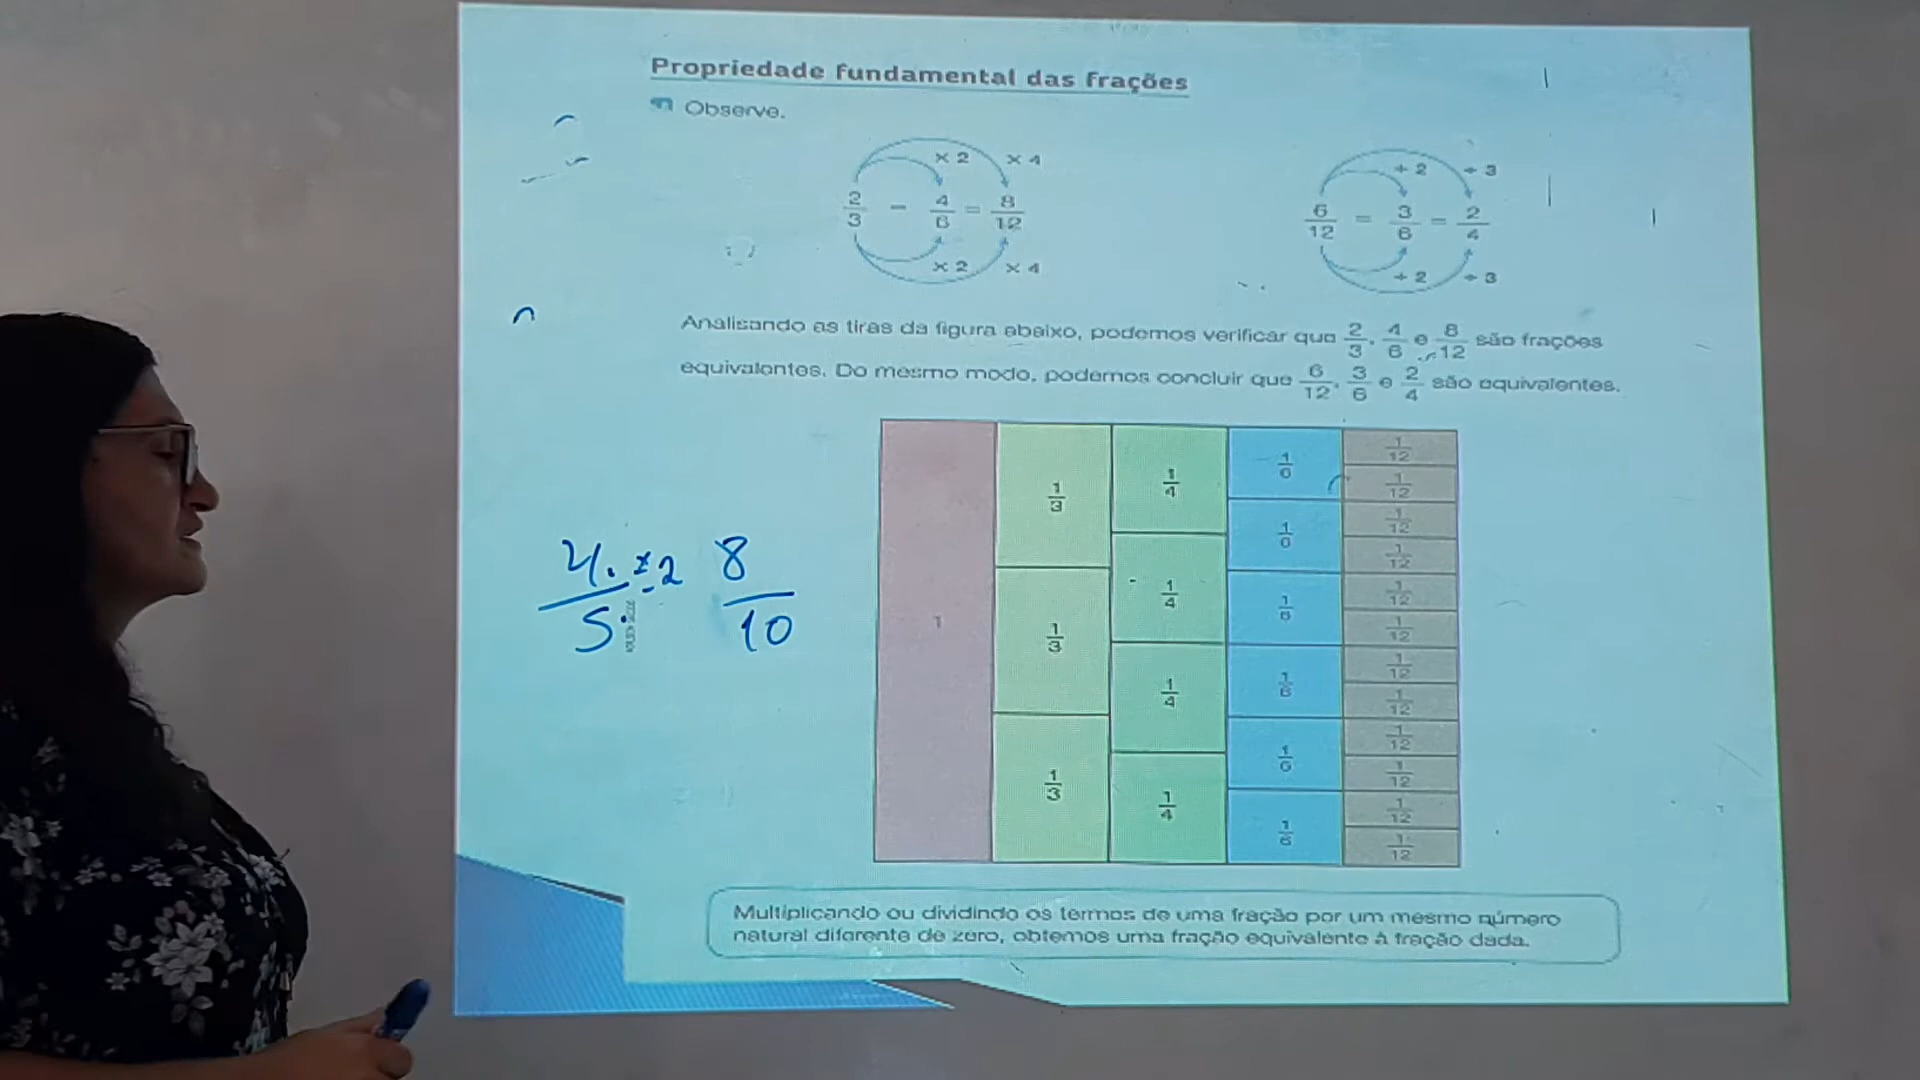 Propriedade fundamental das frações
Observe.
× 2 × 4
2/3 = 4/6 = 8/12
× 2 × 4
÷ 2 ÷ 3
6/12 = 3/6 = 2/4
÷ 2 ÷ 3
Analisando as tiras da figura abaixo, podemos verificar que 2/3, 4/6 e 8/12 são frações
equivalentes. Do mesmo modo, podemos concluir que 6/12, 3/6 e 2/4 são equivalentes.
4/5 ×2 8/10
1
1/3
1/3
1/3
1/4
1/4
1/4
1/4
1/6
1/6
1/6
1/6
1/6
1/6
1/12
1/12
1/12
1/12
1/12
1/12
1/12
1/12
1/12
1/12
1/12
1/12
Multiplicando ou dividindo os termos de uma fração por um mesmo número
natural diferente de zero, obtemos uma fração equivalente à fração dada.